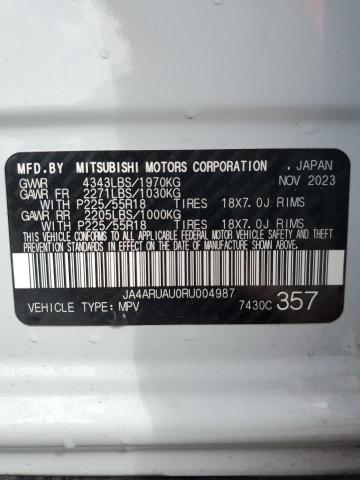 MFD.BY MITSUBISHI MOTORS CORPORATION . JAPAN
GVWR 4343LBS/1970KG NOV 2023
GAWR FR 2271LBS/1030KG
WITH P225/55R18 TIRES 18X7.0J RIMS
GAWR RR 2205LBS/1000KG
WITH P225/55R18 TIRES 18X7.0J RIMS
THIS VEHICLE CONFORMS TO ALL APPLICABLE
FEDERAL MOTOR VEHICLE SAFETY, BUMPER, AND THEFT
PREVENTION STANDARDS IN EFFECT ON THE DATE OF
MANUFACTURE SHOWN ABOVE.
JA4ARUAU0RU004987
VEHICLE TYPE:MPV 7430C 357